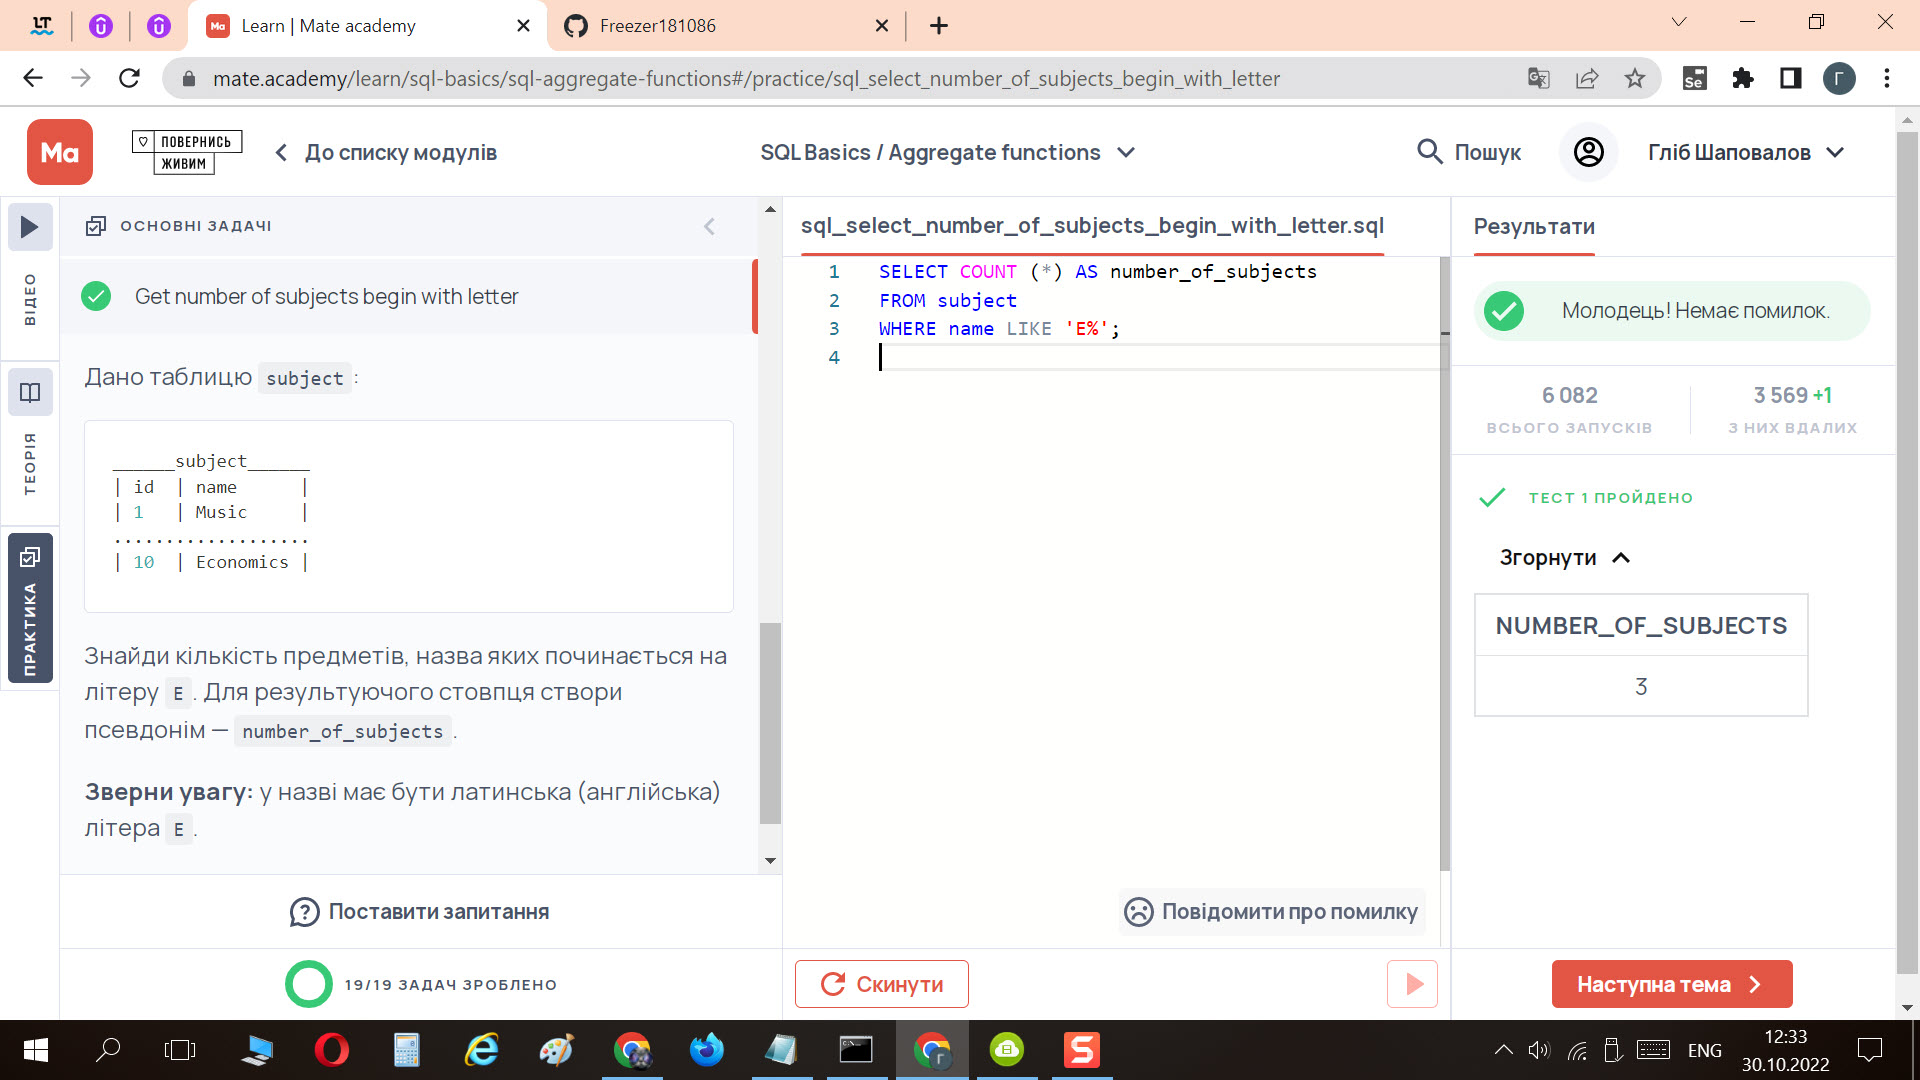 LT
Learn | Mate academy
Freezer181086
mate.academy/learn/sql-basics/sql-aggregate-functions#/practice/sql_select_number_of_subjects_begin_with_letter
Se
Г
Ma
ПОВЕРНИСЬ
ЖИВИМ
До списку модулів
SQL Basics / Aggregate functions
Пошук
Гліб Шаповалов
ВІДЕО
ТЕОРІЯ
ПРАКТИКА
ОСНОВНІ ЗАДАЧІ
Get number of subjects begin with letter
Дано таблицю subject :
______subject______
| id | name |
| 1 | Music |
...................
| 10 | Economics |
Знайди кількість предметів, назва яких починається на
літеру E . Для результуючого стовпця створи
псевдонім — number_of_subjects .
Зверни увагу: у назві має бути латинська (англійська)
літера E .
Поставити запитання
19/19 ЗАДАЧ ЗРОБЛЕНО
sql_select_number_of_subjects_begin_with_letter.sql
1 SELECT COUNT (*) AS number_of_subjects
2 FROM subject
3 WHERE name LIKE 'E%';
4
Повідомити про помилку
Скинути
Результати
Молодець! Немає помилок.
6 082
ВСЬОГО ЗАПУСКІВ
3 569 +1
З НИХ ВДАЛИХ
ТЕСТ 1 ПРОЙДЕНО
Згорнути
NUMBER_OF_SUBJECTS
3
Наступна тема
ENG
12:33
30.10.2022